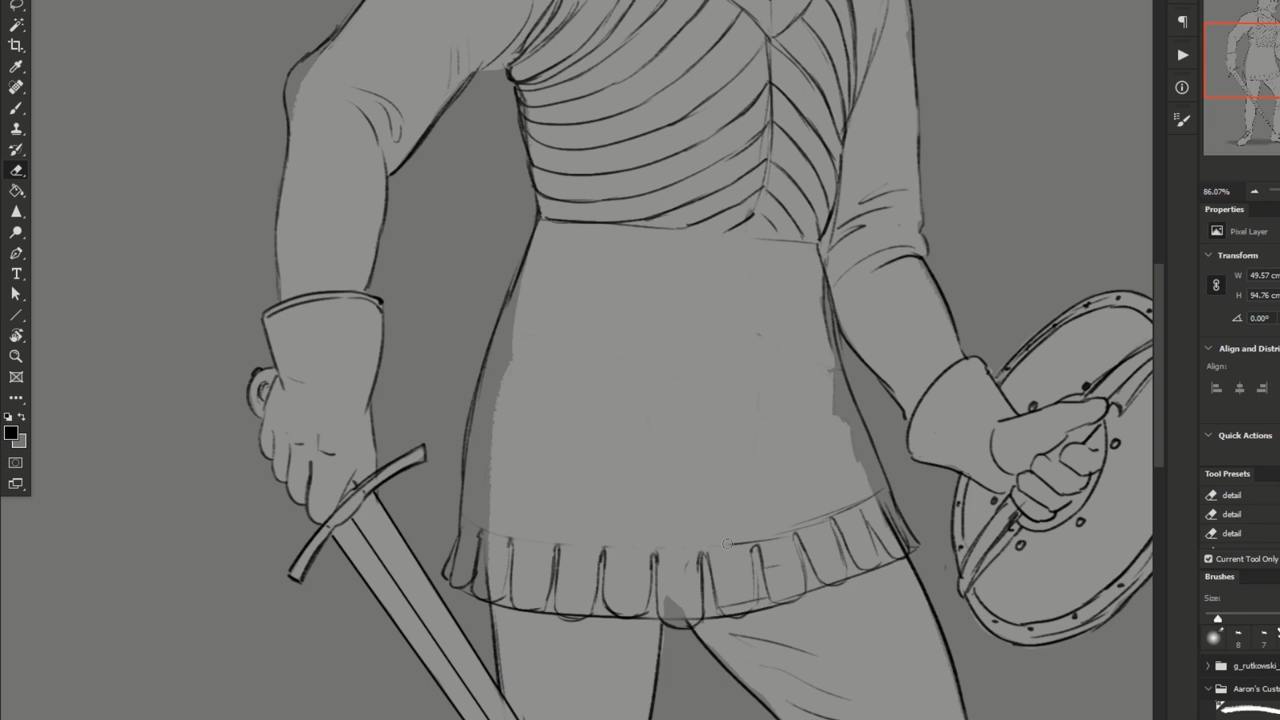 86.07%
Properties
Pixel Layer
Transform
W 49.57 cm
H 94.76 cm
0.00°
Align and Distri
Align:
Quick Actions
Tool Presets
detail
detail
detail
Current Tool Only
Brushes
Size:
8 7
g_rutkowski_
Aaron's Custo